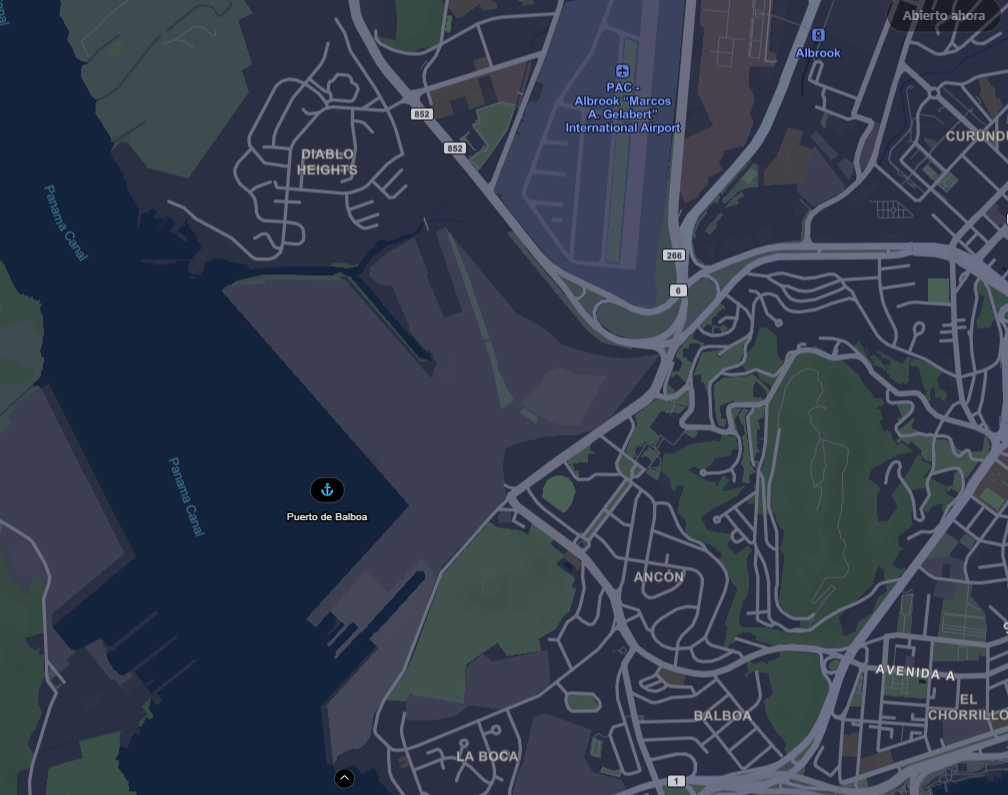 Abierto ahora
Albrook
PAC -
Albrook "Marcos
A. Gelabert"
International Airport
852
CURUND
852
DIABLO
HEIGHTS
Panama Canal
266
6
Panama Canal
Puerto de Balboa
ANCÓN
AVENIDA A
EL
CHORRILLO
BALBOA
LA BOCA
1